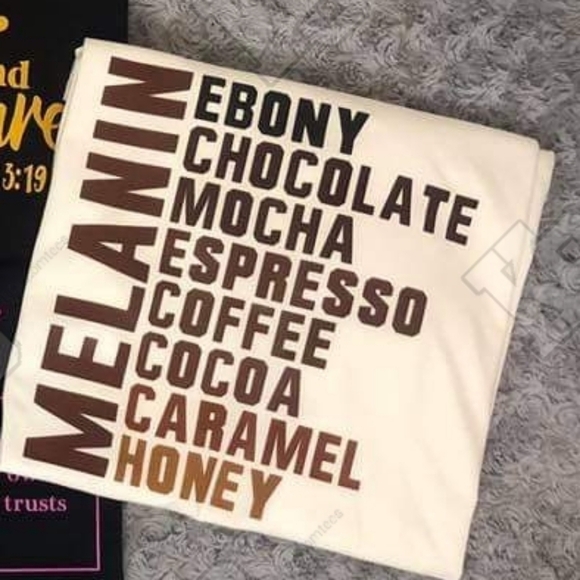 MELANIN
EBONY
CHOCOLATE
MOCHA
ESPRESSO
COFFEE
COCOA
CARAMEL
HONEY
3:19
trusts